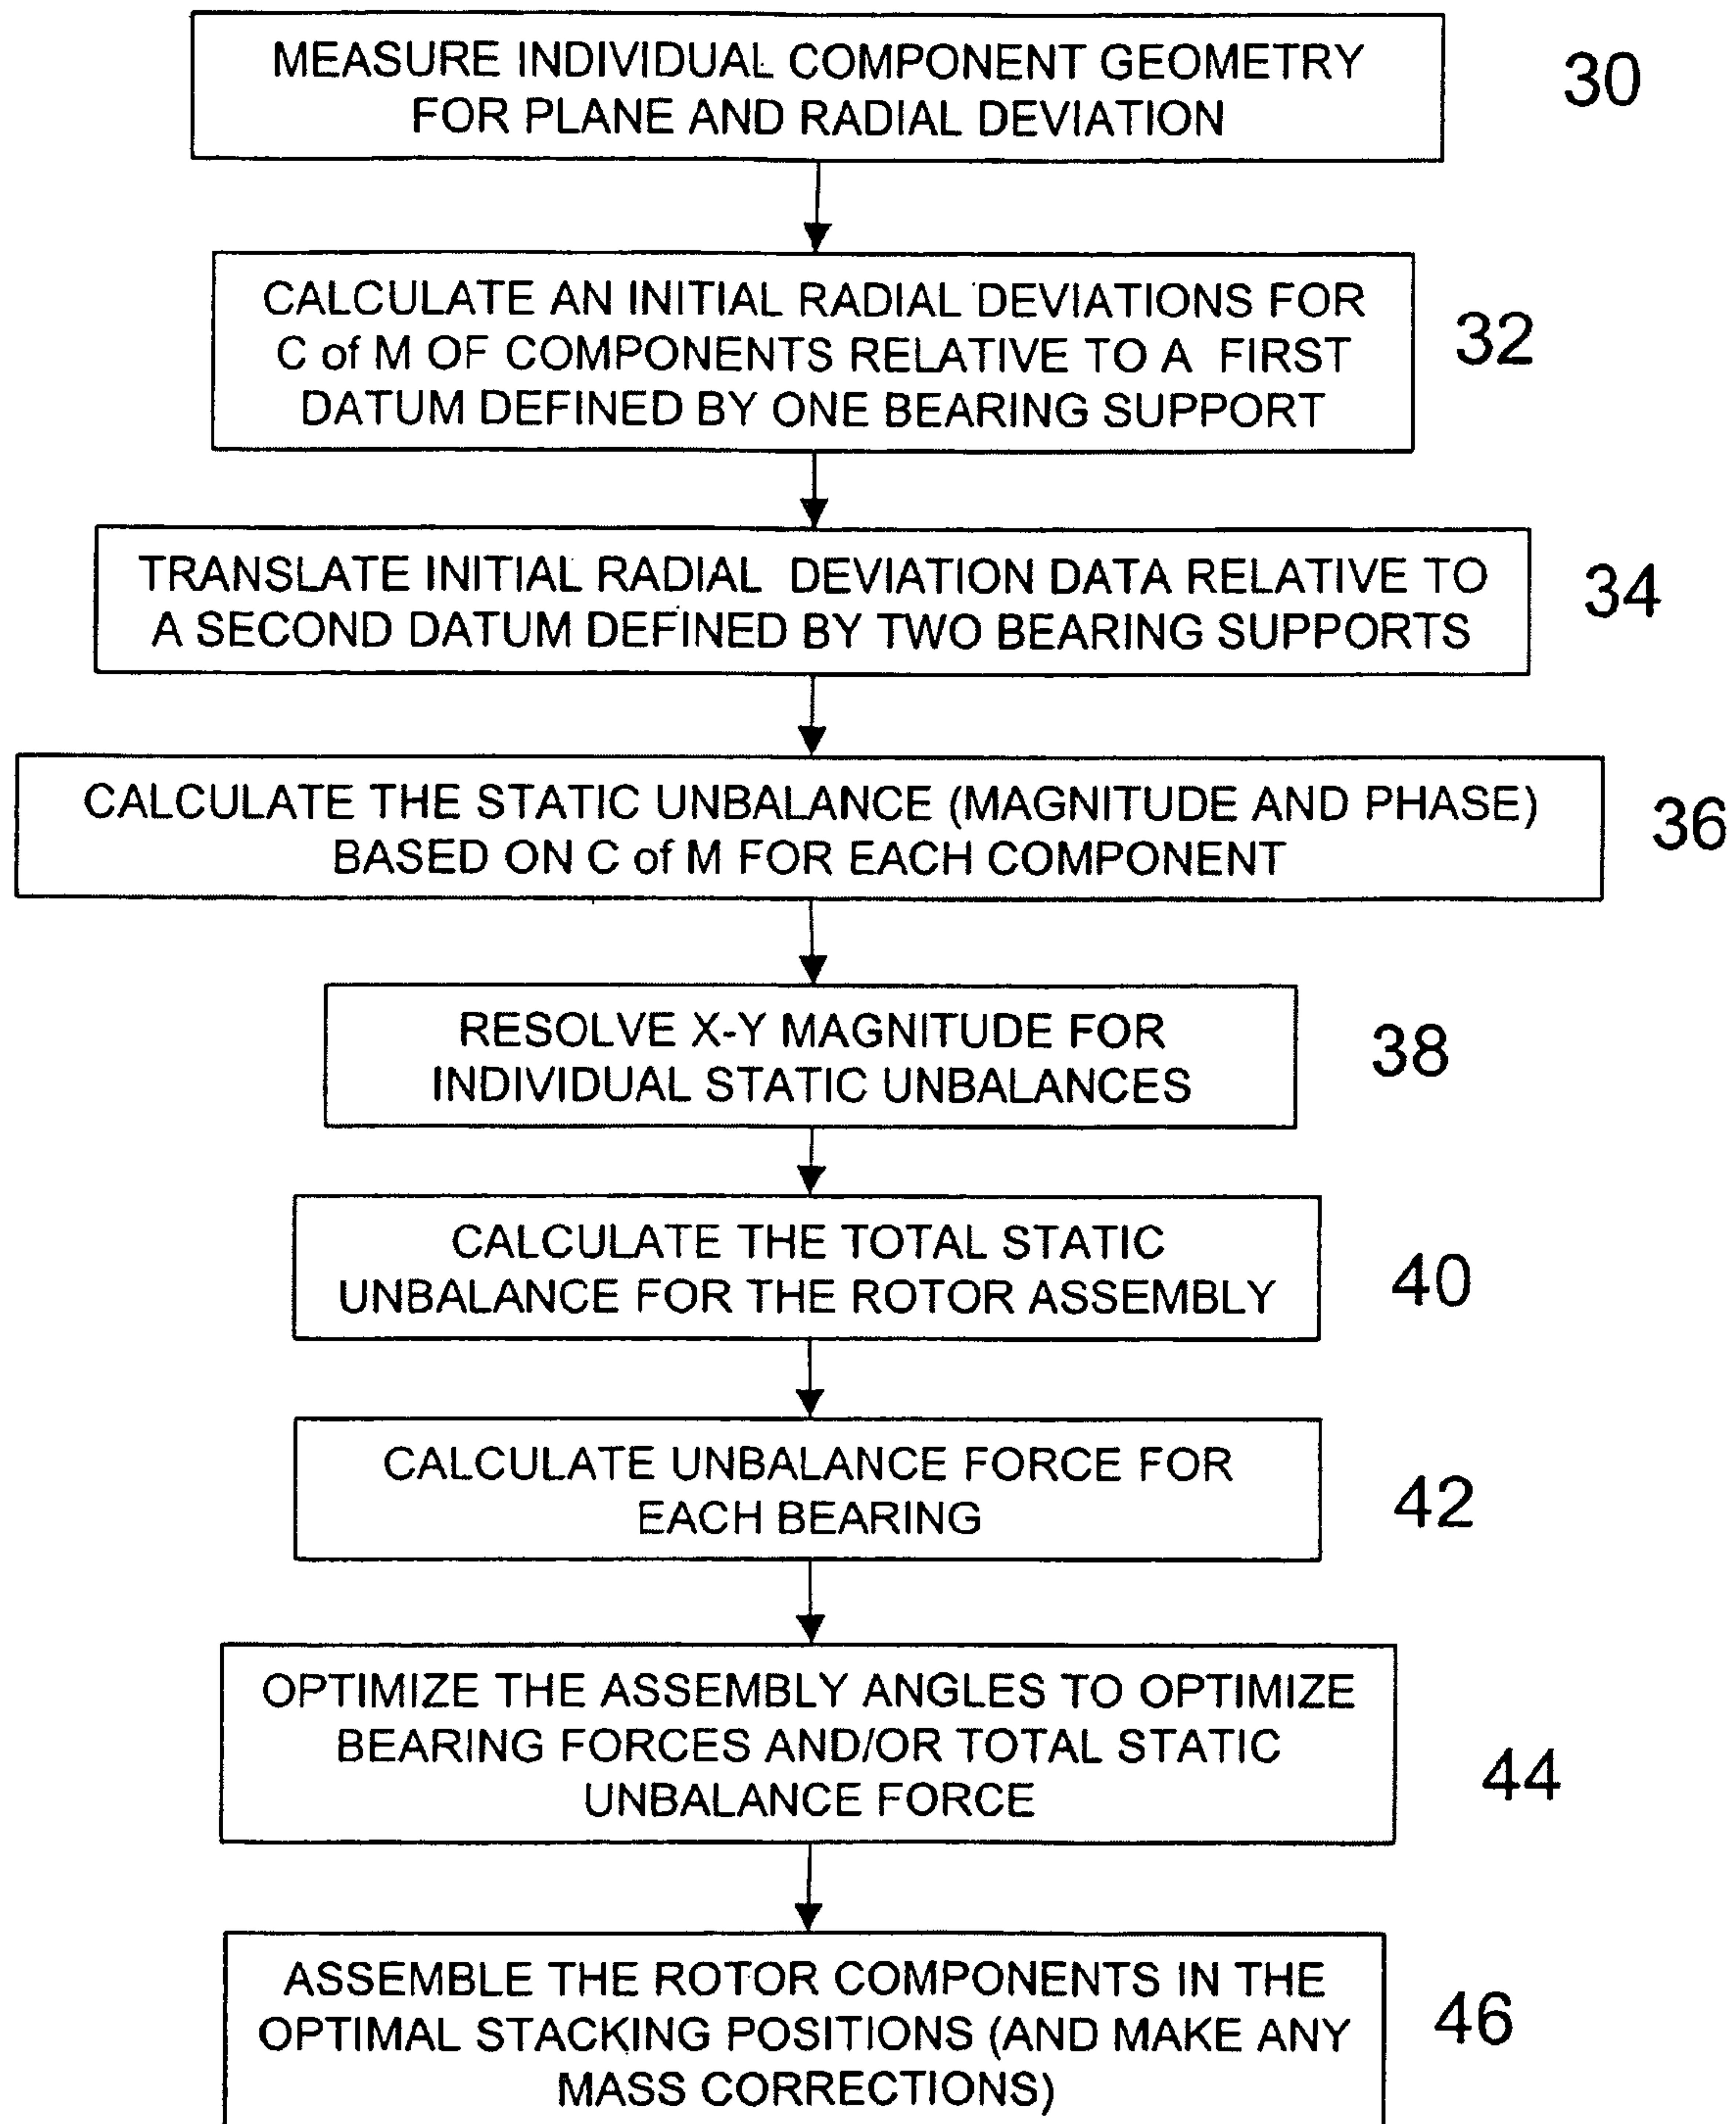 MEASURE INDIVIDUAL COMPONENT GEOMETRY
FOR PLANE AND RADIAL DEVIATION
30
CALCULATE AN INITIAL RADIAL DEVIATIONS FOR
C of M OF COMPONENTS RELATIVE TO A FIRST
DATUM DEFINED BY ONE BEARING SUPPORT
32
TRANSLATE INITIAL RADIAL DEVIATION DATA RELATIVE TO
A SECOND DATUM DEFINED BY TWO BEARING SUPPORTS
34
CALCULATE THE STATIC UNBALANCE (MAGNITUDE AND PHASE)
BASED ON C of M FOR EACH COMPONENT
36
RESOLVE X-Y MAGNITUDE FOR
INDIVIDUAL STATIC UNBALANCES
38
CALCULATE THE TOTAL STATIC
UNBALANCE FOR THE ROTOR ASSEMBLY
40
CALCULATE UNBALANCE FORCE FOR
EACH BEARING
42
OPTIMIZE THE ASSEMBLY ANGLES TO OPTIMIZE
BEARING FORCES AND/OR TOTAL STATIC
UNBALANCE FORCE
44
ASSEMBLE THE ROTOR COMPONENTS IN THE
OPTIMAL STACKING POSITIONS (AND MAKE ANY
MASS CORRECTIONS)
46